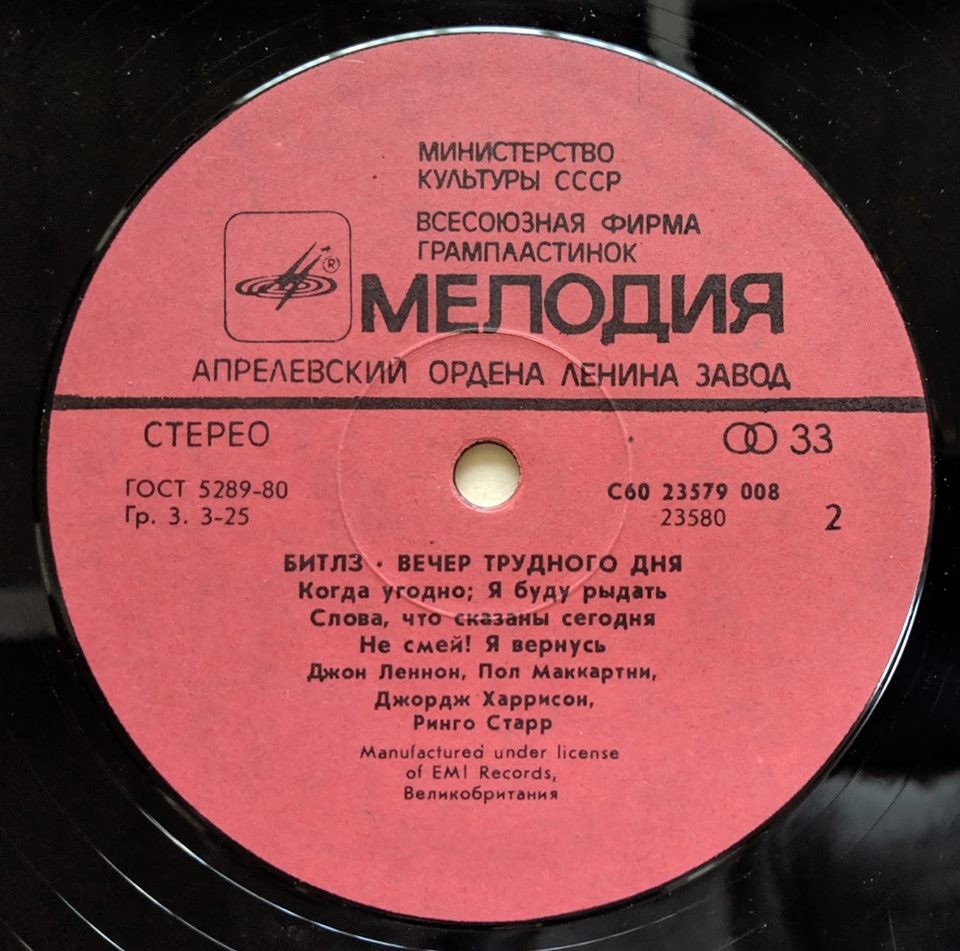 МИНИСТЕРСТВО
КУЛЬТУРЫ СССР
ВСЕСОЮЗНАЯ ФИРМА
ГРАМПЛАСТИНОК
®
МЕЛОДИЯ
АПРЕЛЕВСКИЙ ОРДЕНА ЛЕНИНА ЗАВОД
СТЕРЕО
33
ГОСТ 5289-80
Гр. 3. 3-25
С60 23579 008
23580
2
БИТЛЗ · ВЕЧЕР ТРУДНОГО ДНЯ
Когда угодно; Я буду рыдать
Слова, что сказаны сегодня
Не смей! Я вернусь
Джон Леннон, Пол Маккартни,
Джордж Харрисон,
Ринго Старр
Manufactured under license
of EMI Records,
Великобритания